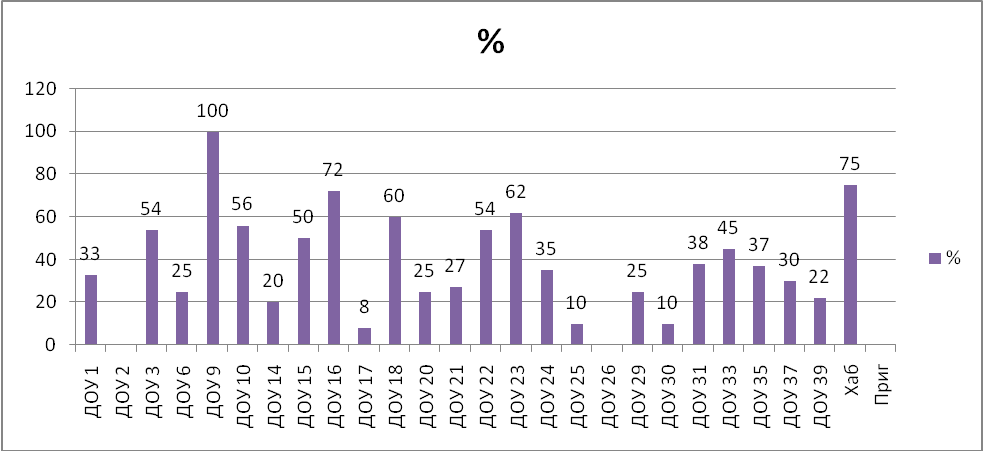 %
120
100
80
60
40
20
0
33
54
25
100
56
20
50
72
8
60
25
27
54
62
35
10
25
10
38
45
37
30
22
75
ДОУ 1
ДОУ 2
ДОУ 3
ДОУ 6
ДОУ 9
ДОУ 10
ДОУ 14
ДОУ 15
ДОУ 16
ДОУ 17
ДОУ 18
ДОУ 20
ДОУ 21
ДОУ 22
ДОУ 23
ДОУ 24
ДОУ 25
ДОУ 26
ДОУ 29
ДОУ 30
ДОУ 31
ДОУ 33
ДОУ 35
ДОУ 37
ДОУ 39
Хаб
Приг
%